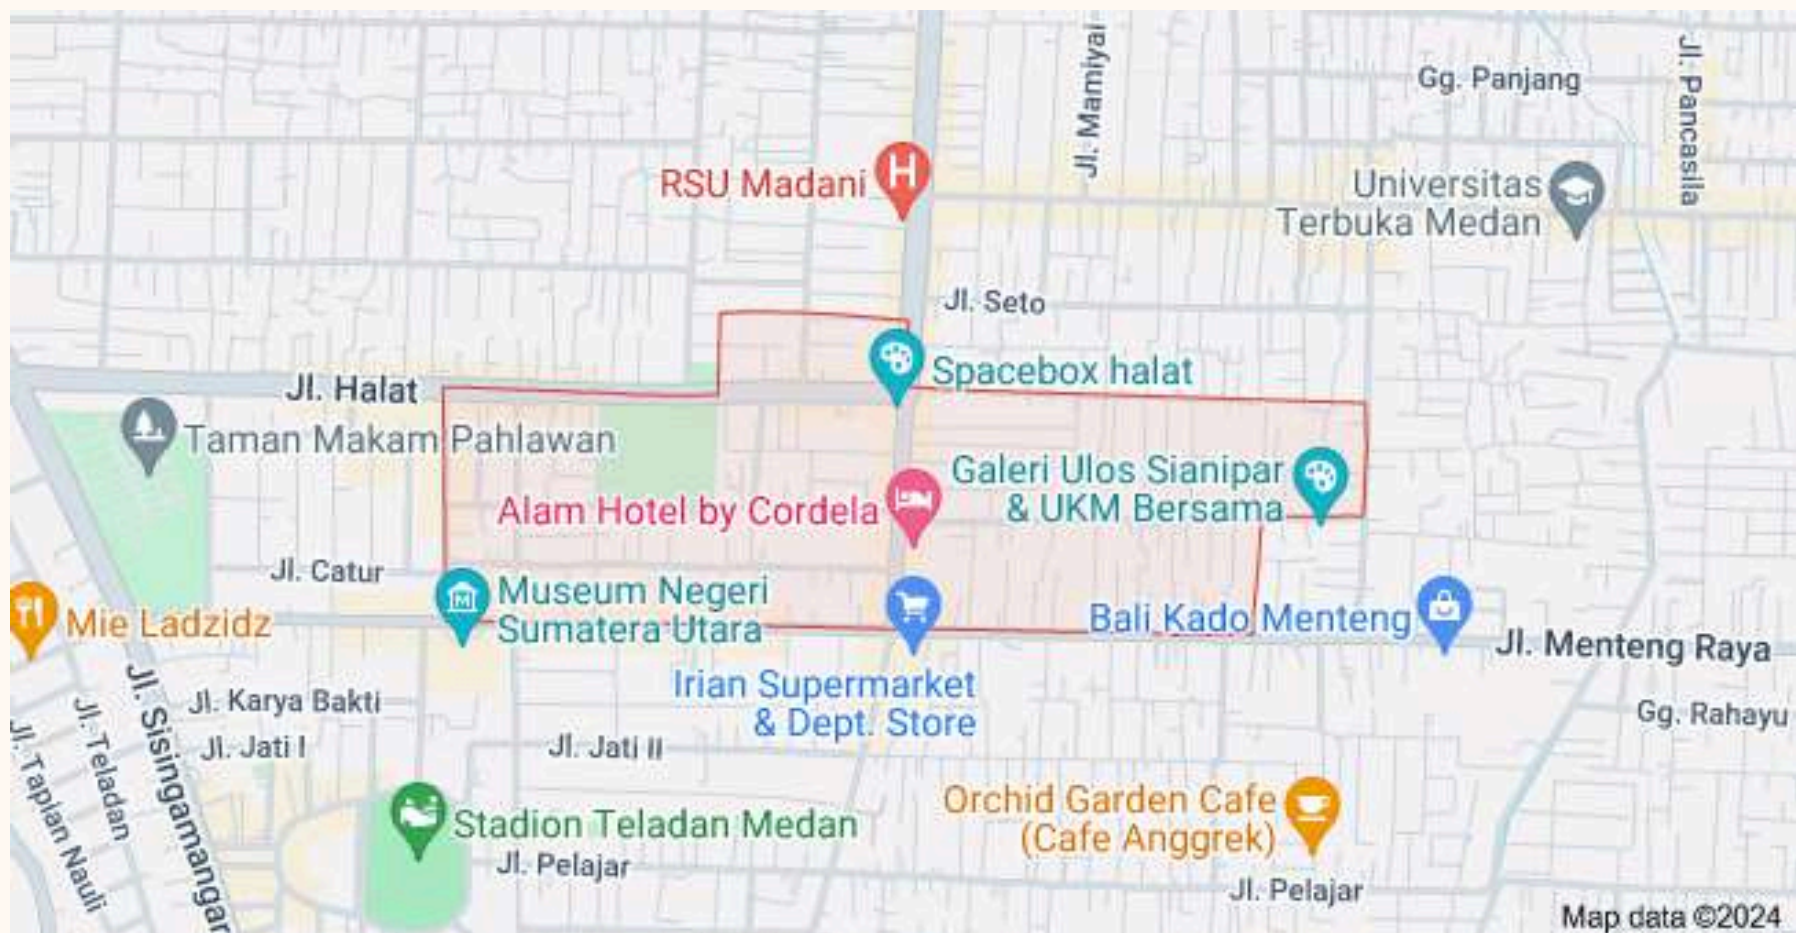 Jl. Mamiyai
Gg. Panjang
Jl. Pancasila
RSU Madani
Universitas
Terbuka Medan
Jl. Seto
Spacebox halat
Jl. Halat
Taman Makam Pahlawan
Galeri Ulos Sianipar
& UKM Bersama
Alam Hotel by Cordela
Jl. Catur
Museum Negeri
Sumatera Utara
Mie Ladzidz
Bali Kado Menteng
Jl. Menteng Raya
Irian Supermarket
& Dept. Store
Jl. Karya Bakti
Gg. Rahayu
Jl. Sisingamangar
Jl. Teladan
Jl. Tapian Nauli
Jl. Jati I
Jl. Jati II
Orchid Garden Cafe
(Cafe Anggrek)
Stadion Teladan Medan
Jl. Pelajar
Jl. Pelajar
Map data ©2024